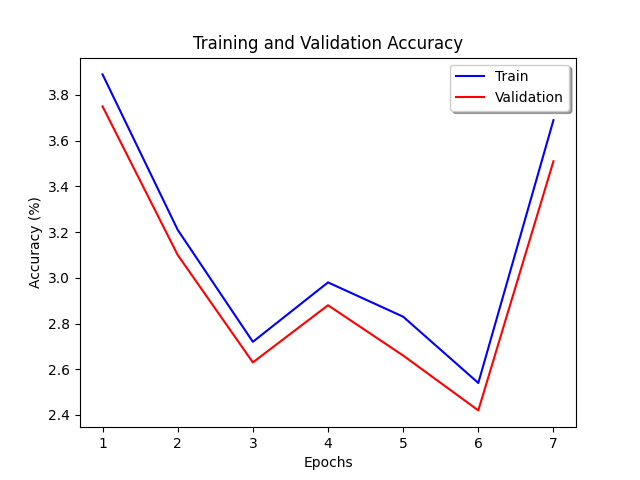 Training and Validation Accuracy
Train
Validation
3.8
3.6
3.4
3.2
3.0
2.8
2.6
2.4
Accuracy (%)
1 2 3 4 5 6 7
Epochs